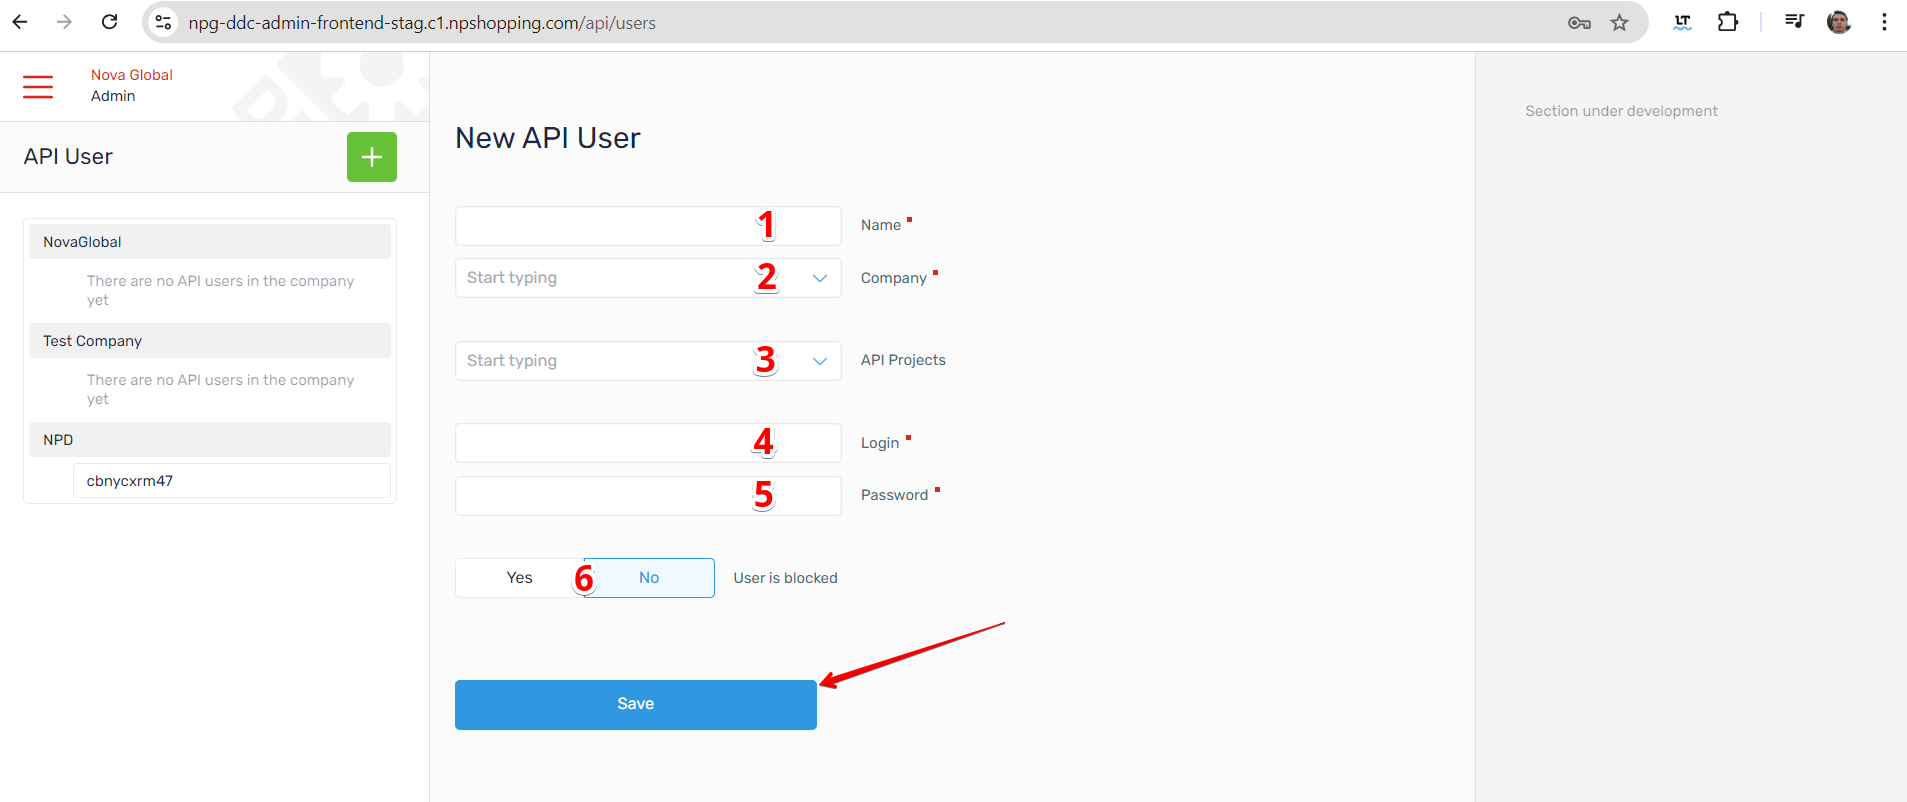 npg-ddc-admin-frontend-stag.c1.npshopping.com/api/users
LT
Nova Global
Admin
API User
NovaGlobal
There are no API users in the company
yet
Test Company
There are no API users in the company
yet
NPD
cbnycxrm47
New API User
1 Name
Start typing 2 Company
Start typing 3 API Projects
4 Login
5 Password
Yes 6 No User is blocked
Save
Section under development